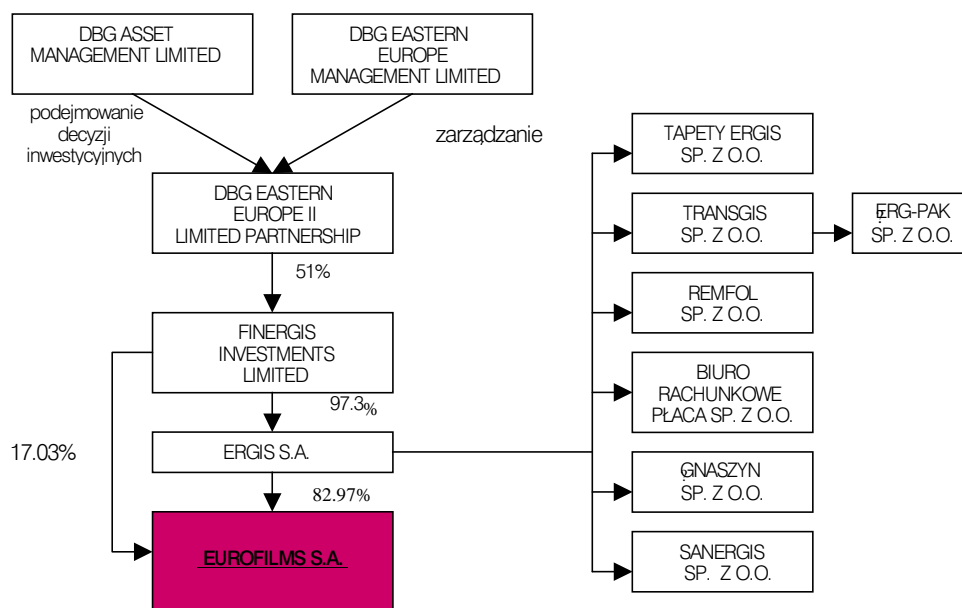 DBG ASSET
MANAGEMENT LIMITED
DBG EASTERN
EUROPE
MANAGEMENT LIMITED
podejmowanie
decyzji
inwestycyjnych
zarządzanie
DBG EASTERN
EUROPE II
LIMITED PARTNERSHIP
51%
FINERGIS
INVESTMENTS
LIMITED
97.3%
17.03%
ERGIS S.A.
82.97%
EUROFILMS S.A.
TAPETY ERGIS
SP. Z O.O.
TRANSGIS
SP. Z O.O.
ERG-PAK
SP. Z O.O.
REMFOL
SP. Z O.O.
BIURO
RACHUNKOWE
PŁACA SP. Z O.O.
GNASZYN
SP. Z O.O.
SANERGIS
SP. Z O.O.